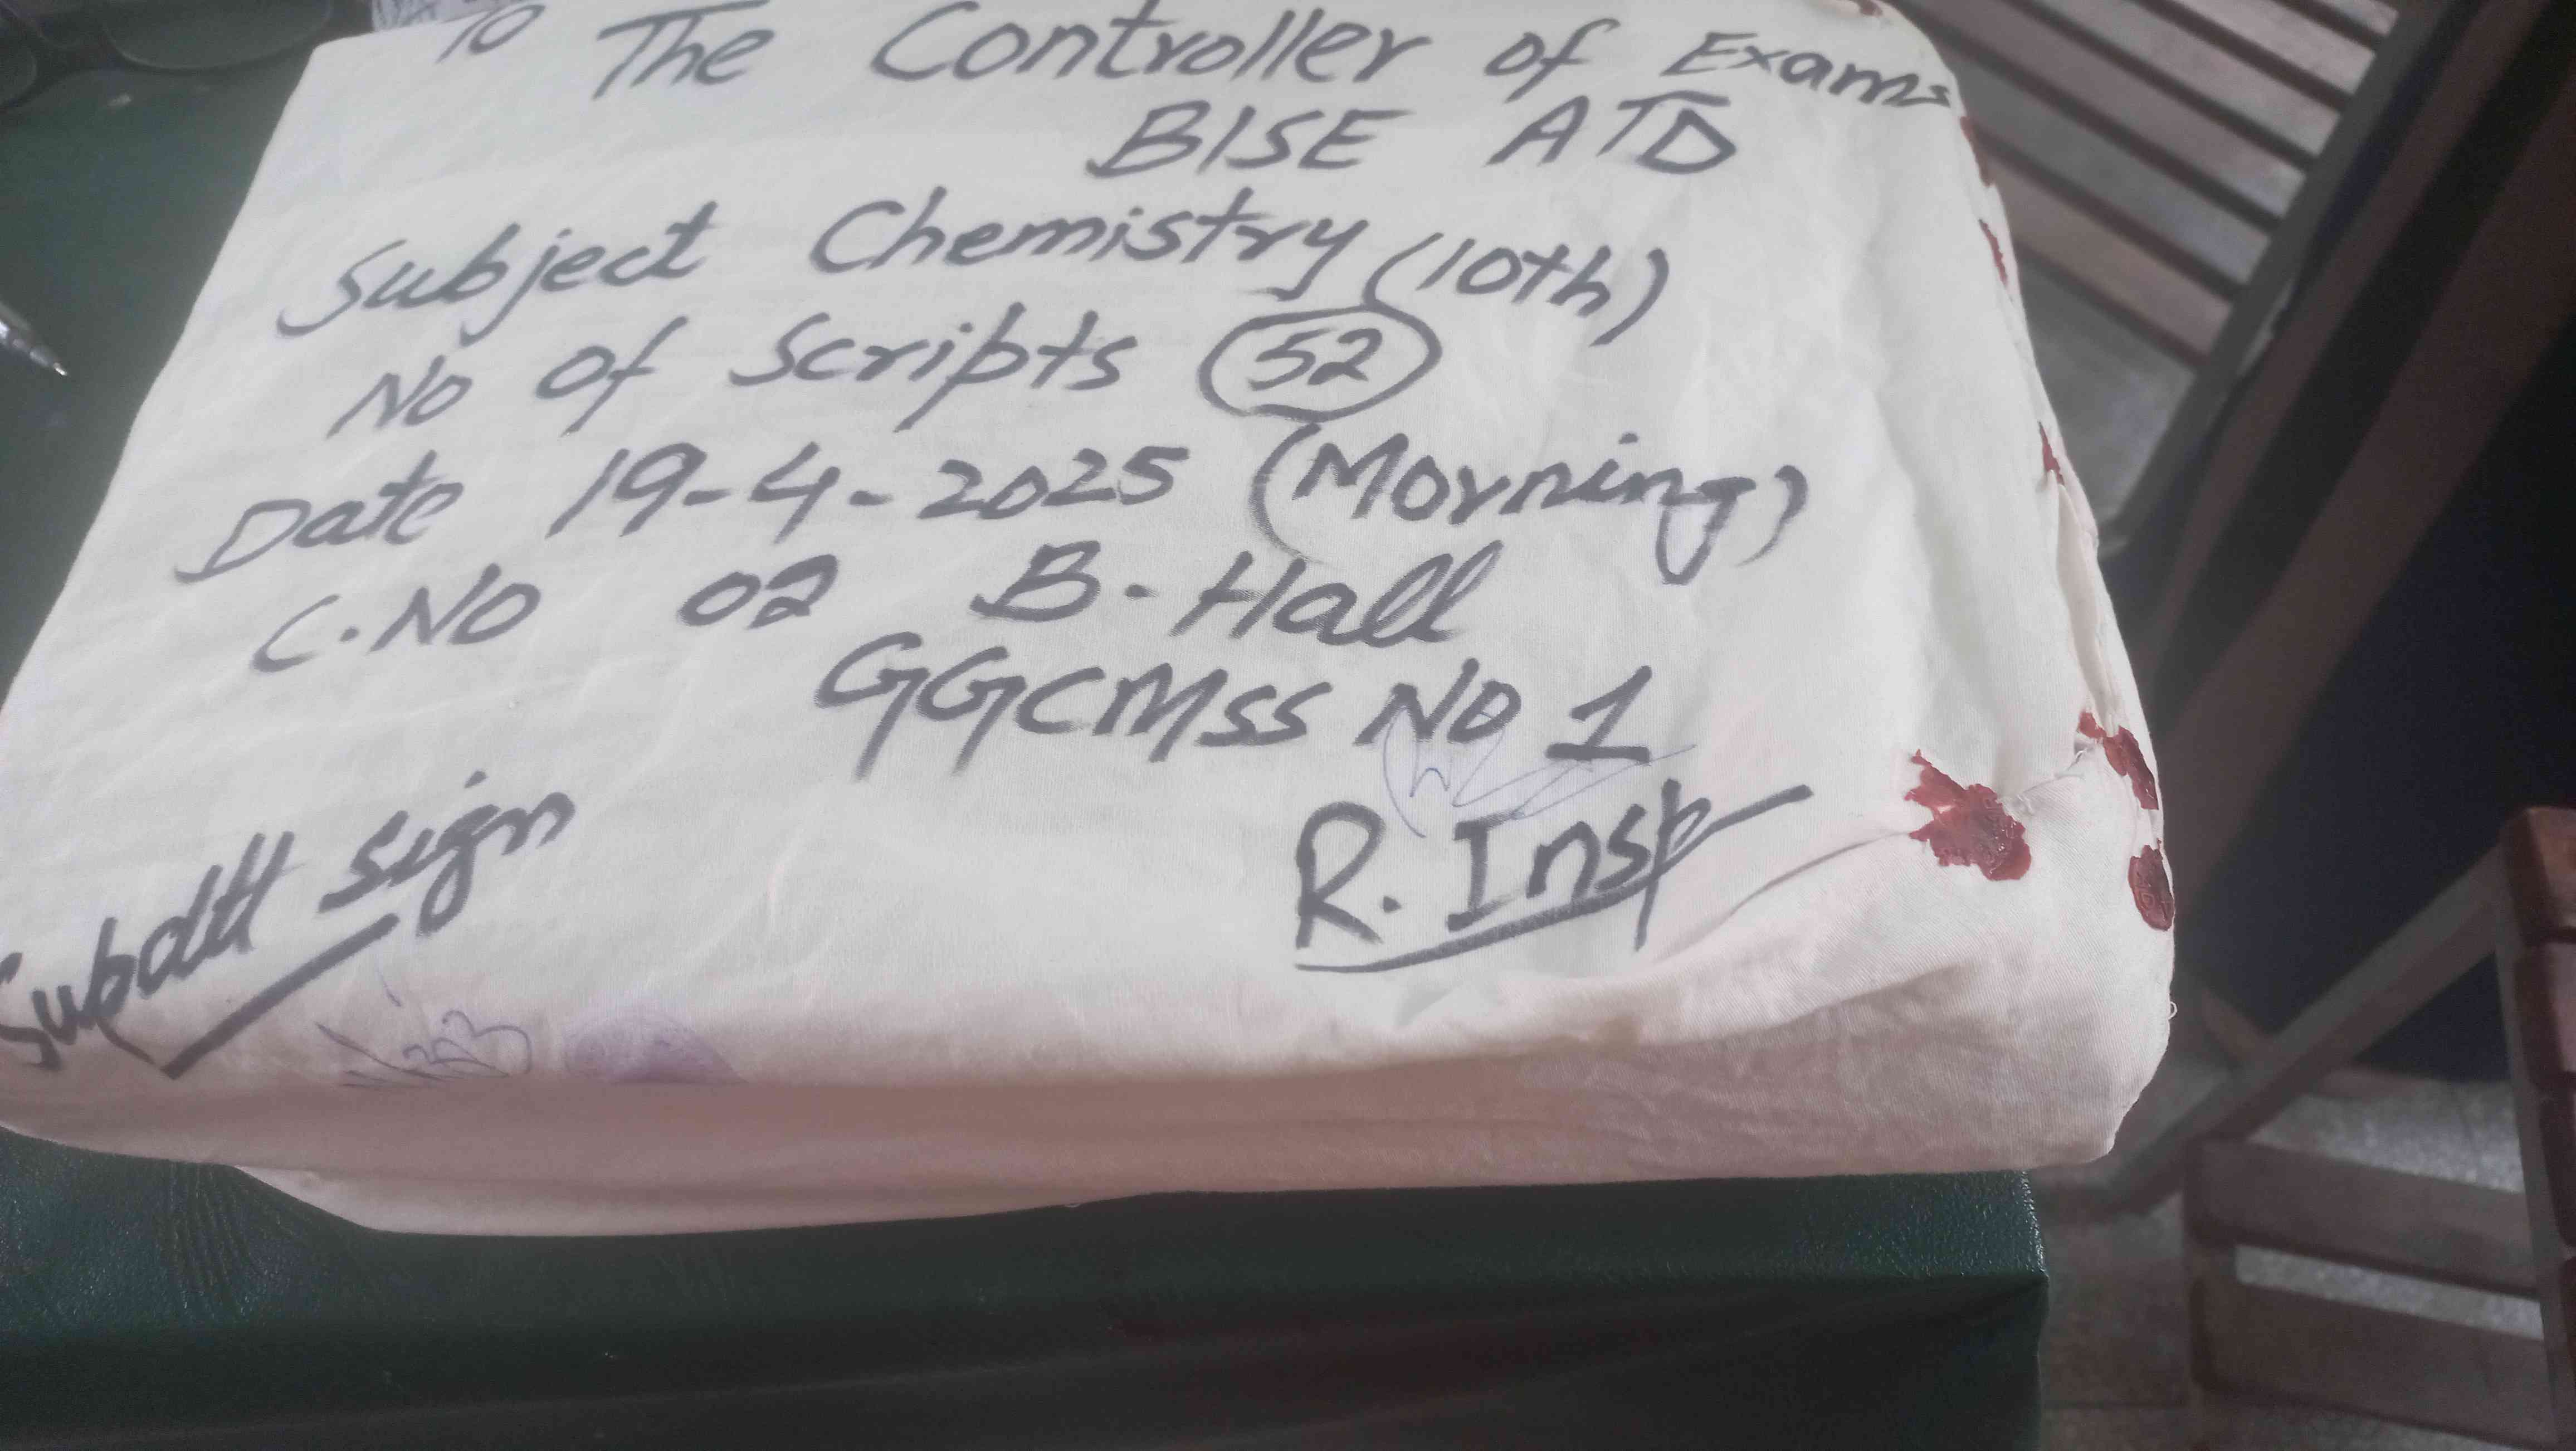 To The Controller of Exams
BISE ATD
Subject Chemistry (10th)
No of Scripts 52
Date 19-4-2025 (Morning)
C.No 02 B-Hall
GGCMSS No 1
R. Insp
Supdtt sign